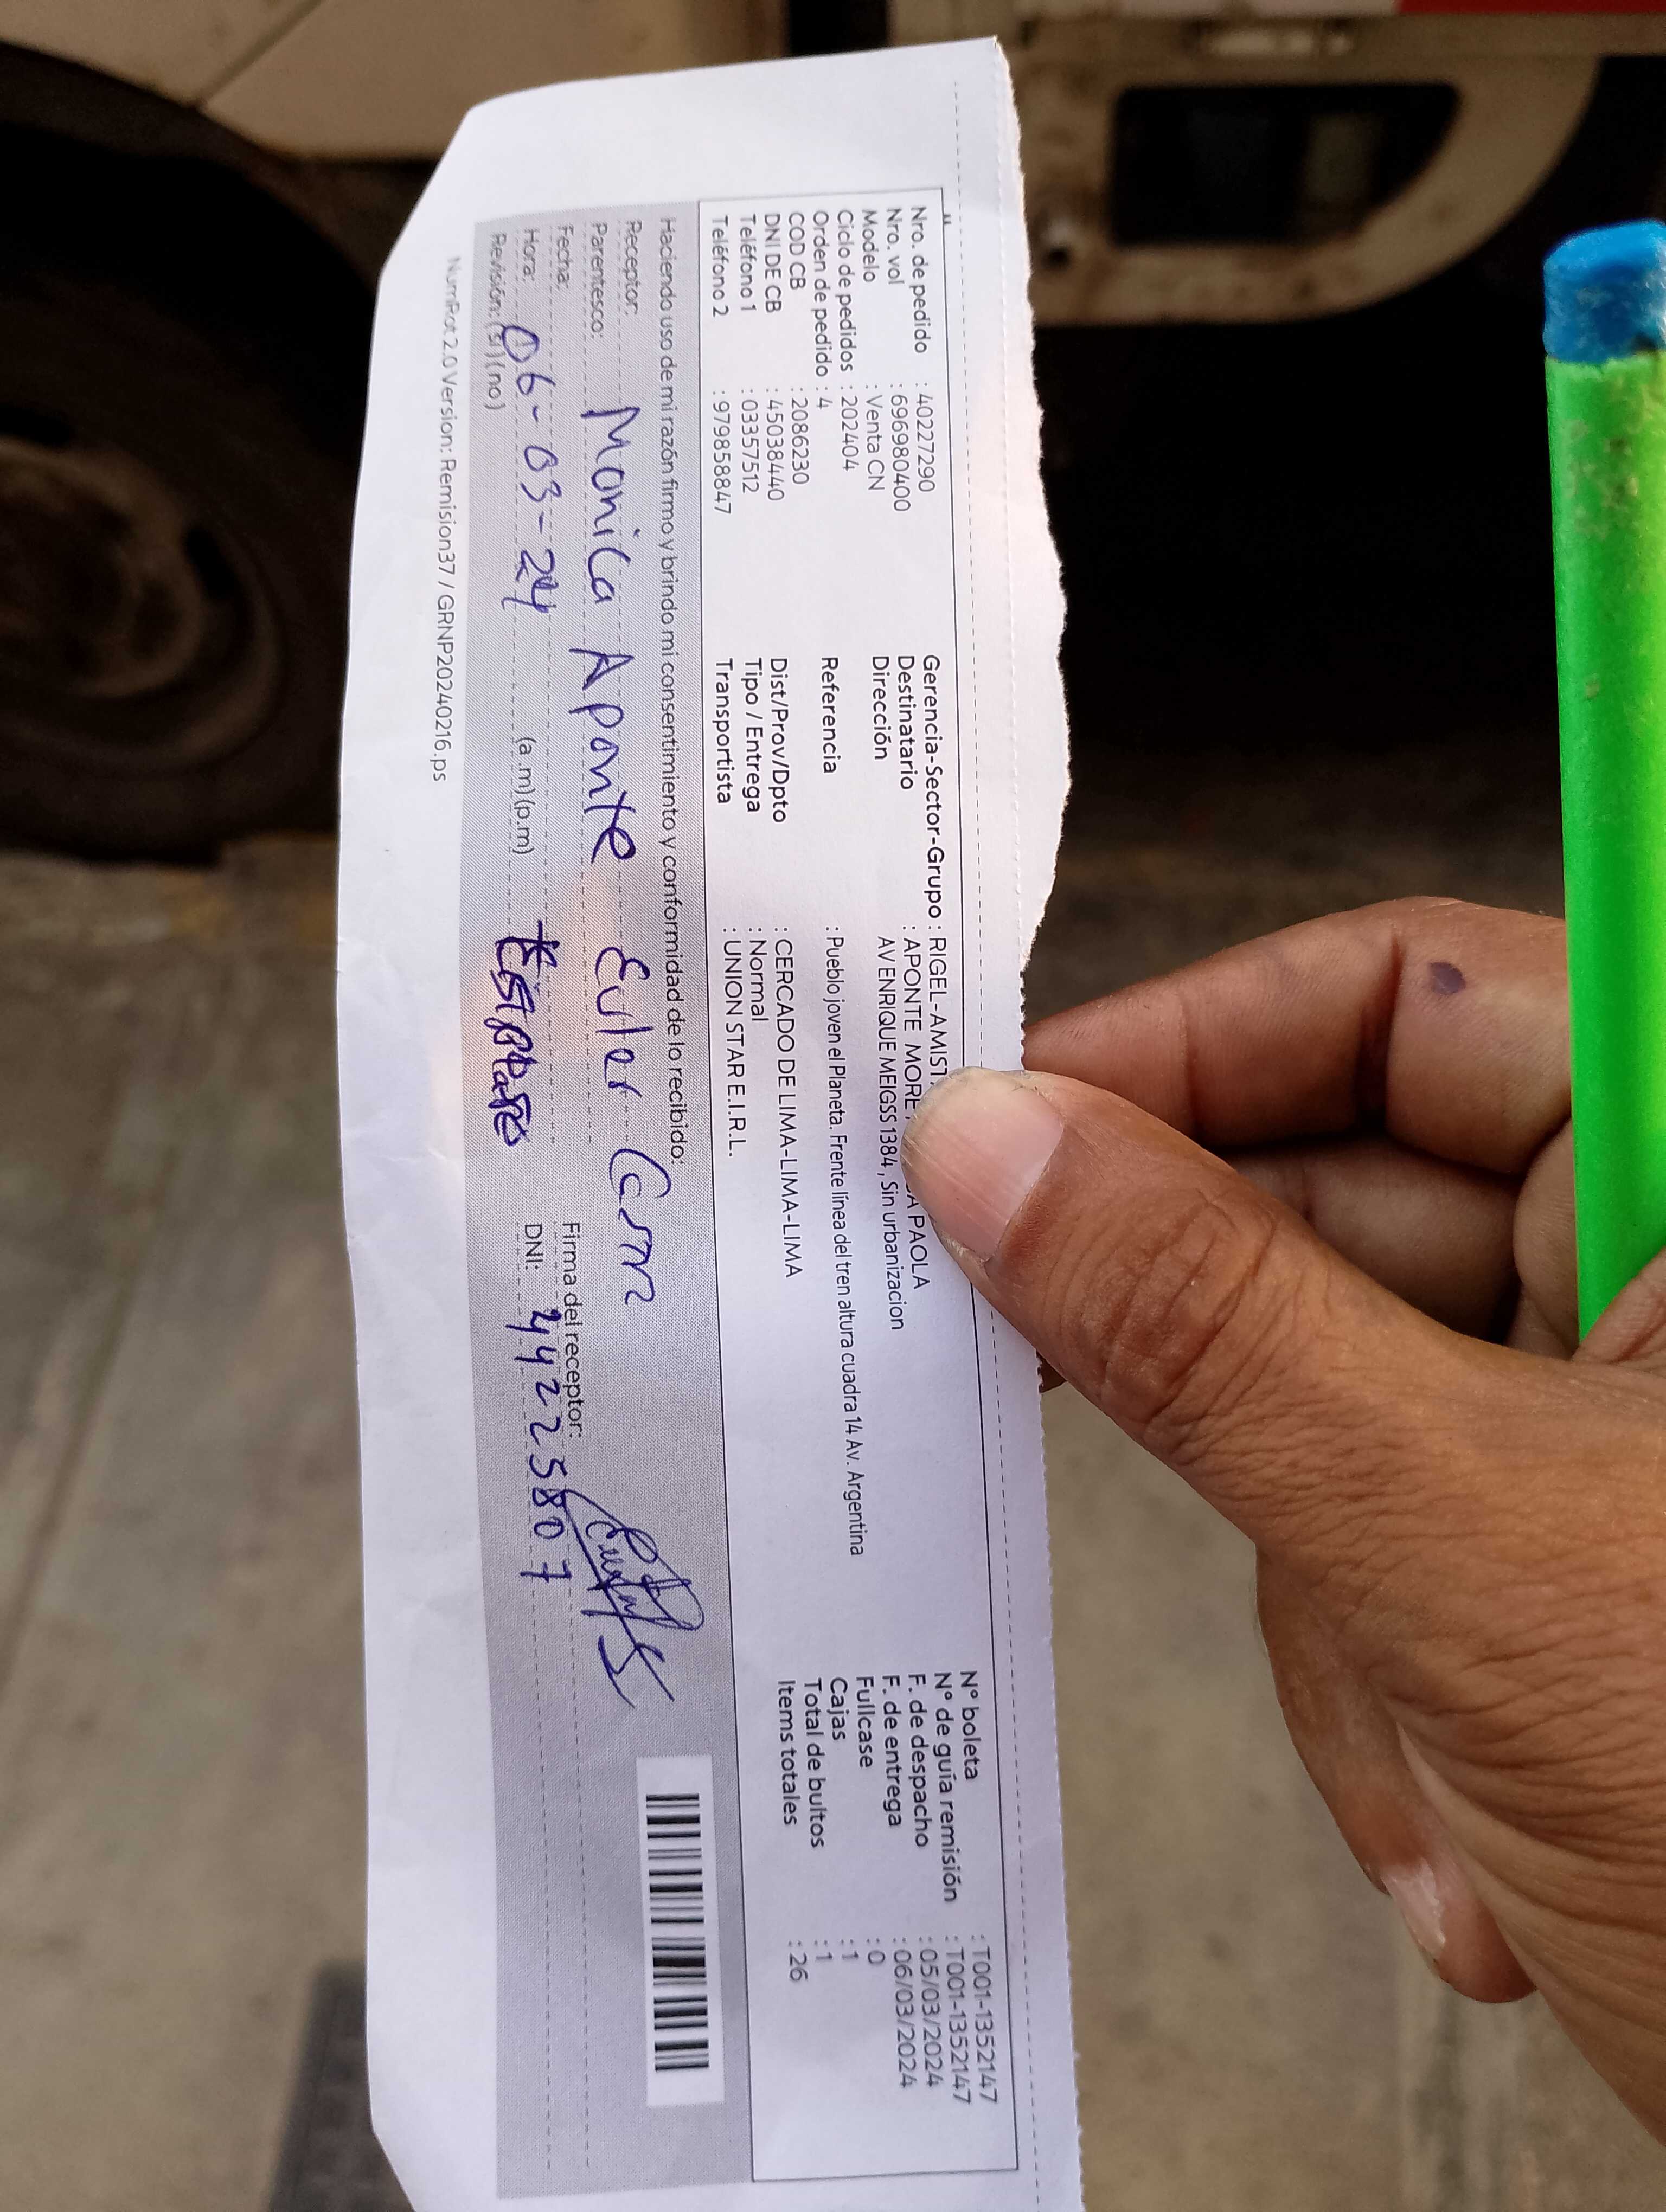 Nro. de pedido : 40227290
Nro. vol : 696980400
Modelo : Venta CN
Ciclo de pedidos : 202404
Orden de pedido : 4
COD CB : 2086230
DNI DE CB : 45038440
Teléfono 1 : 03357512
Teléfono 2 : 979858847
Gerencia-Sector-Grupo : RIGEL-AMIST
Destinatario : APONTE MORE PAOLA
Dirección AV ENRIQUE MEIGSS 1384, Sin urbanizacion
Referencia : Pueblo joven el Planeta. Frente línea del tren altura cuadra 14 Av. Argentina
Dist/Prov/Dpto : CERCADO DE LIMA-LIMA-LIMA
Tipo / Entrega : Normal
Transportista : UNION STAR E.I.R.L.
N° boleta : T001-1352147
N° de guía remisión : T001-1352147
F. de despacho : 05/03/2024
F. de entrega : 06/03/2024
Fullcase : 0
Cajas : 1
Total de bultos : 1
Items totales : 26
Haciendo uso de mi razón firmo y brindo mi consentimiento y conformidad de lo recibido:
Receptor: Monica Aponte Euler
Parentesco:
Fecha: 06-03-24
Hora: (a.m)(p.m)
Revisión: (si)(no)
Firma del receptor:
DNI: 44225807
NumRot 2.0 Version: Remision37 / GRNP20240216.ps